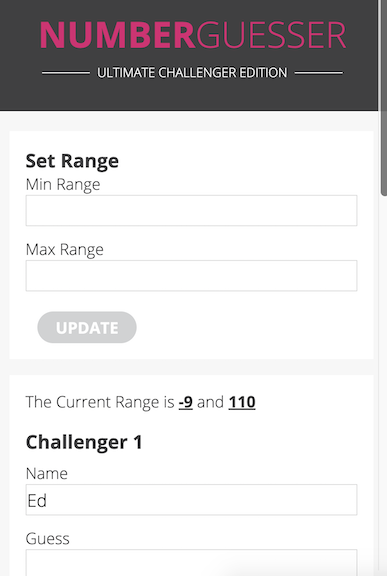 NUMBERGUESSER
ULTIMATE CHALLENGER EDITION
Set Range
Min Range
Max Range
UPDATE
The Current Range is -9 and 110
Challenger 1
Name
Ed
Guess